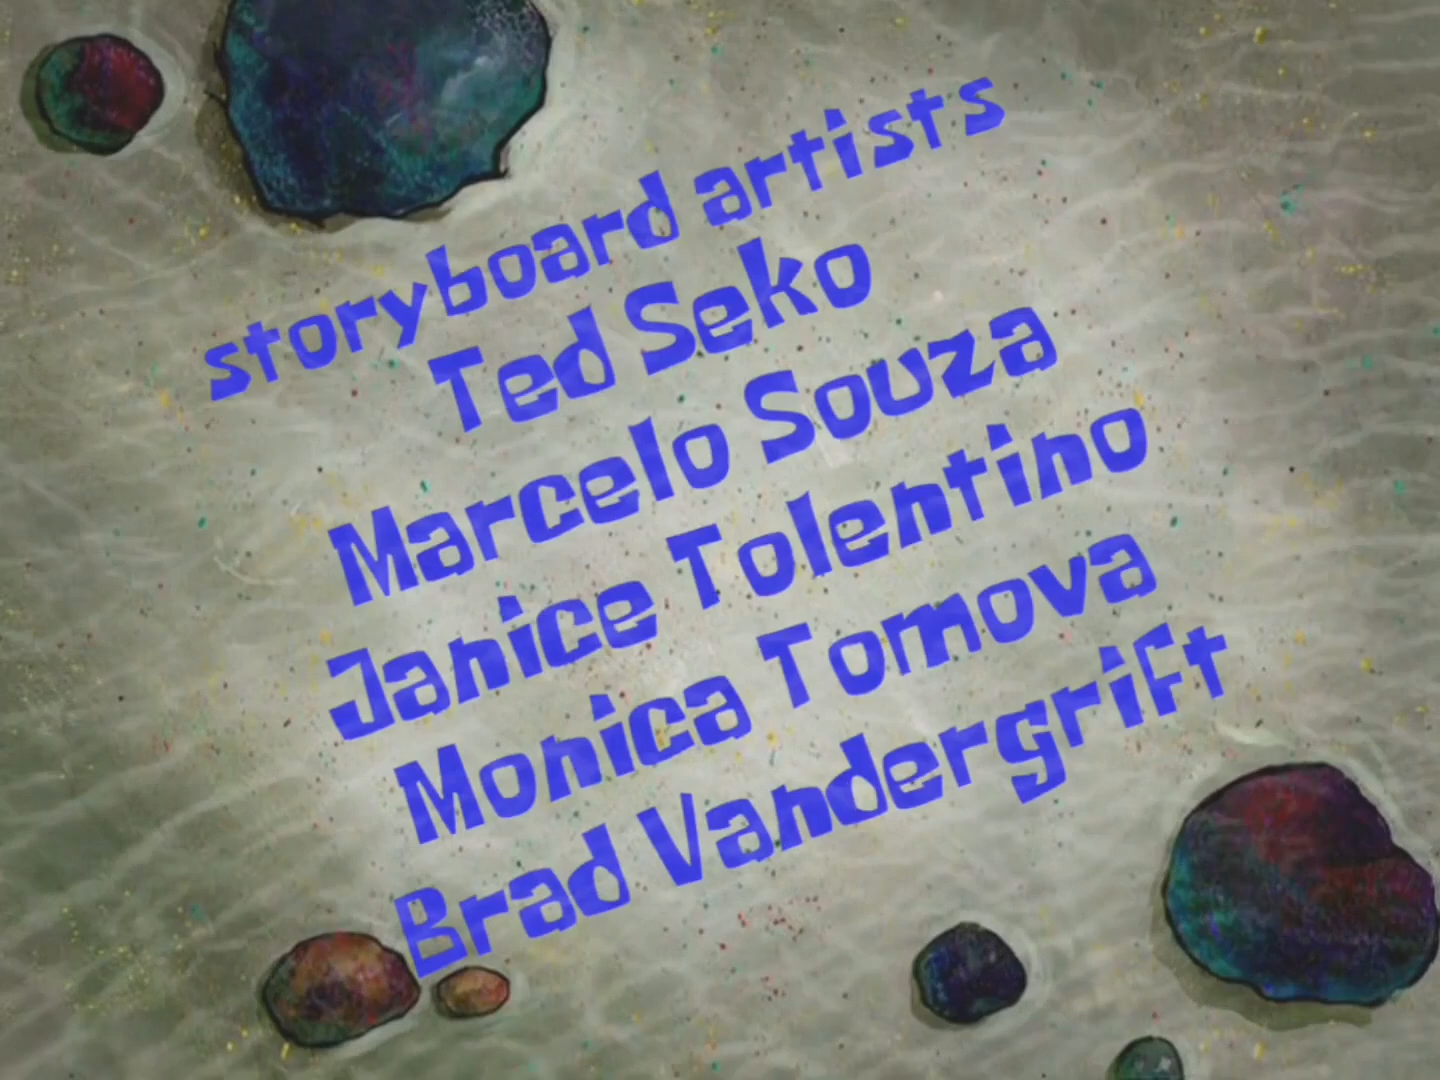 storyboard artists
Ted Seko
Marcelo Souza
Janice Tolentino
Monica Tomova
Brad Vandergrift